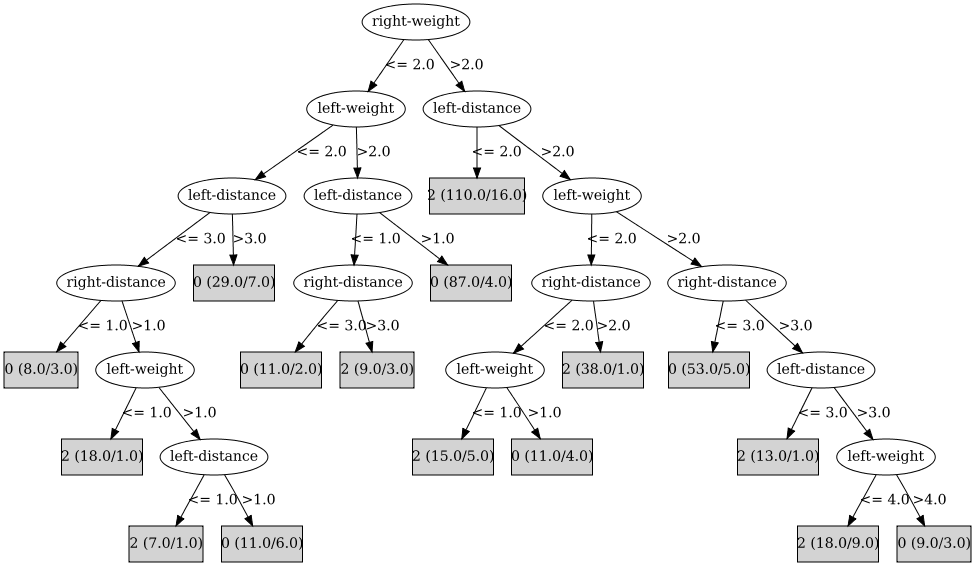 right-weight
<= 2.0 >2.0
left-weight left-distance
<= 2.0 >2.0 <= 2.0 >2.0
left-distance left-distance 2 (110.0/16.0) left-weight
<= 3.0 >3.0 <= 1.0 >1.0 <= 2.0 >2.0
right-distance 0 (29.0/7.0) right-distance 0 (87.0/4.0) right-distance right-distance
<= 1.0 >1.0 <= 3.0 >3.0 <= 2.0 >2.0 <= 3.0 >3.0
0 (8.0/3.0) left-weight 0 (11.0/2.0) 2 (9.0/3.0) left-weight 2 (38.0/1.0) 0 (53.0/5.0) left-distance
<= 1.0 >1.0 <= 1.0 >1.0 <= 3.0 >3.0
2 (18.0/1.0) left-distance 2 (15.0/5.0) 0 (11.0/4.0) 2 (13.0/1.0) left-weight
<= 1.0 >1.0 <= 4.0 >4.0
2 (7.0/1.0) 0 (11.0/6.0) 2 (18.0/9.0) 0 (9.0/3.0)